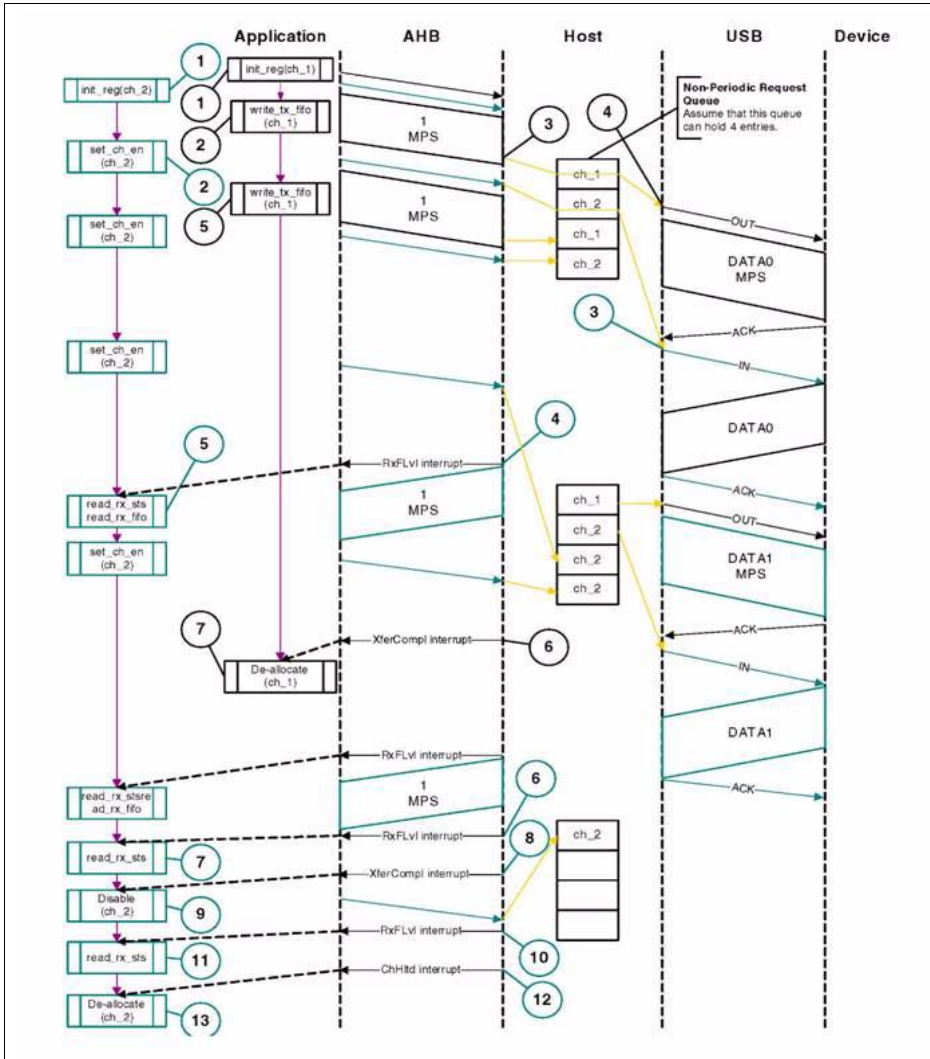 Application AHB Host USB Device
1
init_reg(ch_2)
init_reg(ch_1)
1
write_tx_fifo
(ch_1)
2
1
MPS
3
4
Non-Periodic Request
Queue
Assume that this queue
can hold 4 entries.
set_ch_en
(ch_2)
2
write_tx_fifo
(ch_1)
5
1
MPS
ch_1
ch_2
ch_1
ch_2
set_ch_en
(ch_2)
OUT
DATA0
MPS
3
ACK
set_ch_en
(ch_2)
IN
DATA0
5
4
RxFLvl interrupt
read_rx_sts
read_rx_fifo
1
MPS
ch_1
ch_2
ch_2
ch_2
ACK
OUT
set_ch_en
(ch_2)
DATA1
MPS
7
XferCompl interrupt
6
ACK
De-allocate
(ch_1)
IN
DATA1
RxFLvl interrupt
read_rx_stsre
ad_rx_fifo
1
MPS
6
ACK
RxFLvl interrupt
8
ch_2
read_rx_sts
7
XferCompl interrupt
Disable
(ch_2)
9
RxFLvl interrupt
10
read_rx_sts
11
ChHltd interrupt
12
De-allocate
(ch_2)
13